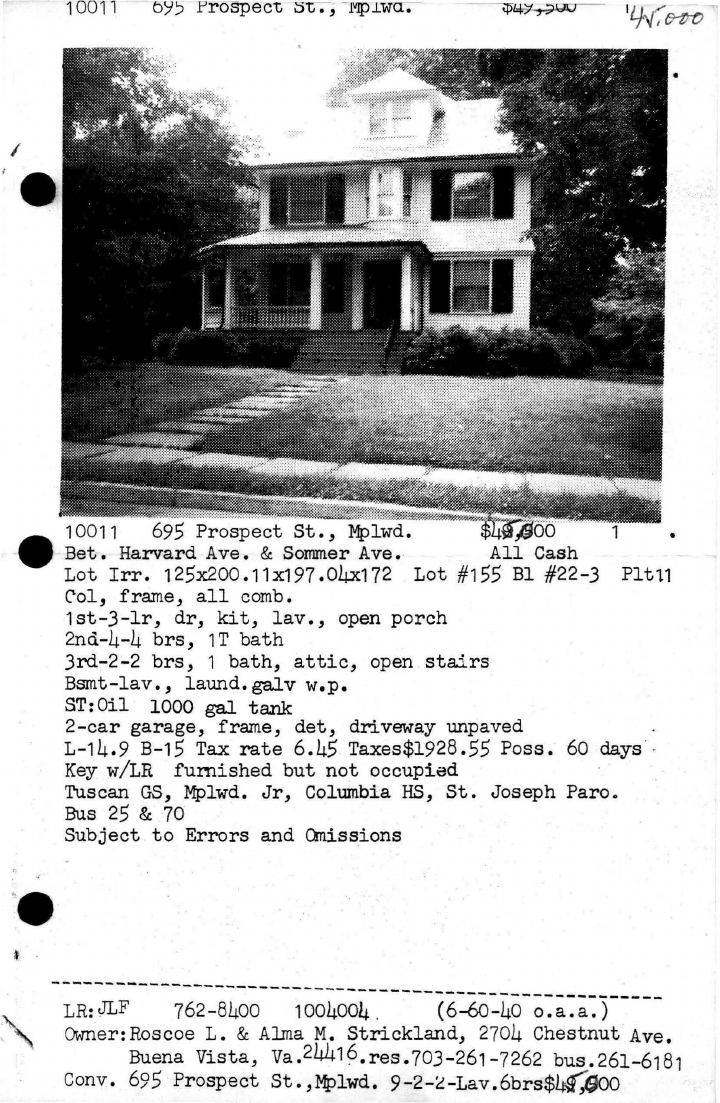 10011 695 Prospect St., Mplwd. $49,500 45,000
10011 695 Prospect St., Mplwd. 1
Bet. Harvard Ave. & Sommer Ave. All Cash
Lot Irr. 125x200.11x197.04x172 Lot #155 Bl #22-3 Plt11
Col, frame, all comb.
1st-3-lr, dr, kit, lav., open porch
2nd-4-4 brs, 1T bath
3rd-2-2 brs, 1 bath, attic, open stairs
Bsmt-lav., laund.galv w.p.
ST:Oil 1000 gal tank
2-car garage, frame, det, driveway unpaved
L-14.9 B-15 Tax rate 6.45 Taxes$1928.55 Poss. 60 days
Key w/LR furnished but not occupied
Tuscan GS, Mplwd. Jr, Columbia HS, St. Joseph Paro.
Bus 25 & 70
Subject to Errors and Omissions
LR:JLF 762-8400 1004004 (6-60-40 o.a.a.)
Owner:Roscoe L. & Alma M. Strickland, 2704 Chestnut Ave.
Buena Vista, Va.24416.res.703-261-7262 bus.261-6181
Conv. 695 Prospect St.,Mplwd. 9-2-2-Lav.6brs